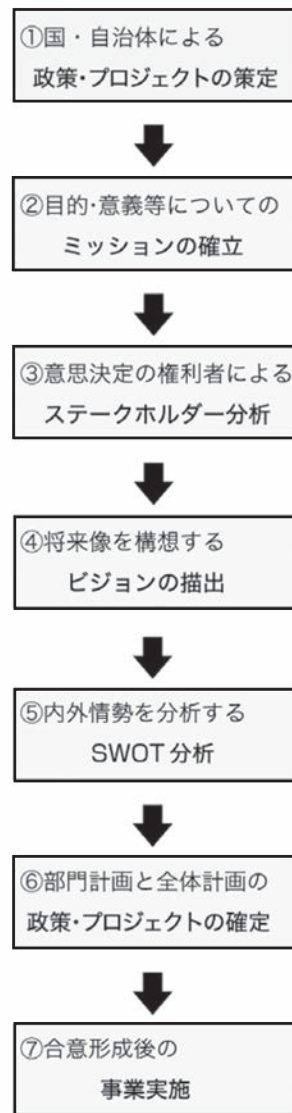 ①国・自治体による
政策・プロジェクトの策定
②目的・意義等についての
ミッションの確立
③意思決定の権利者による
ステークホルダー分析
④将来像を構想する
ビジョンの描出
⑤内外情勢を分析する
SWOT分析
⑥部門計画と全体計画の
政策・プロジェクトの確定
⑦合意形成後の
事業実施